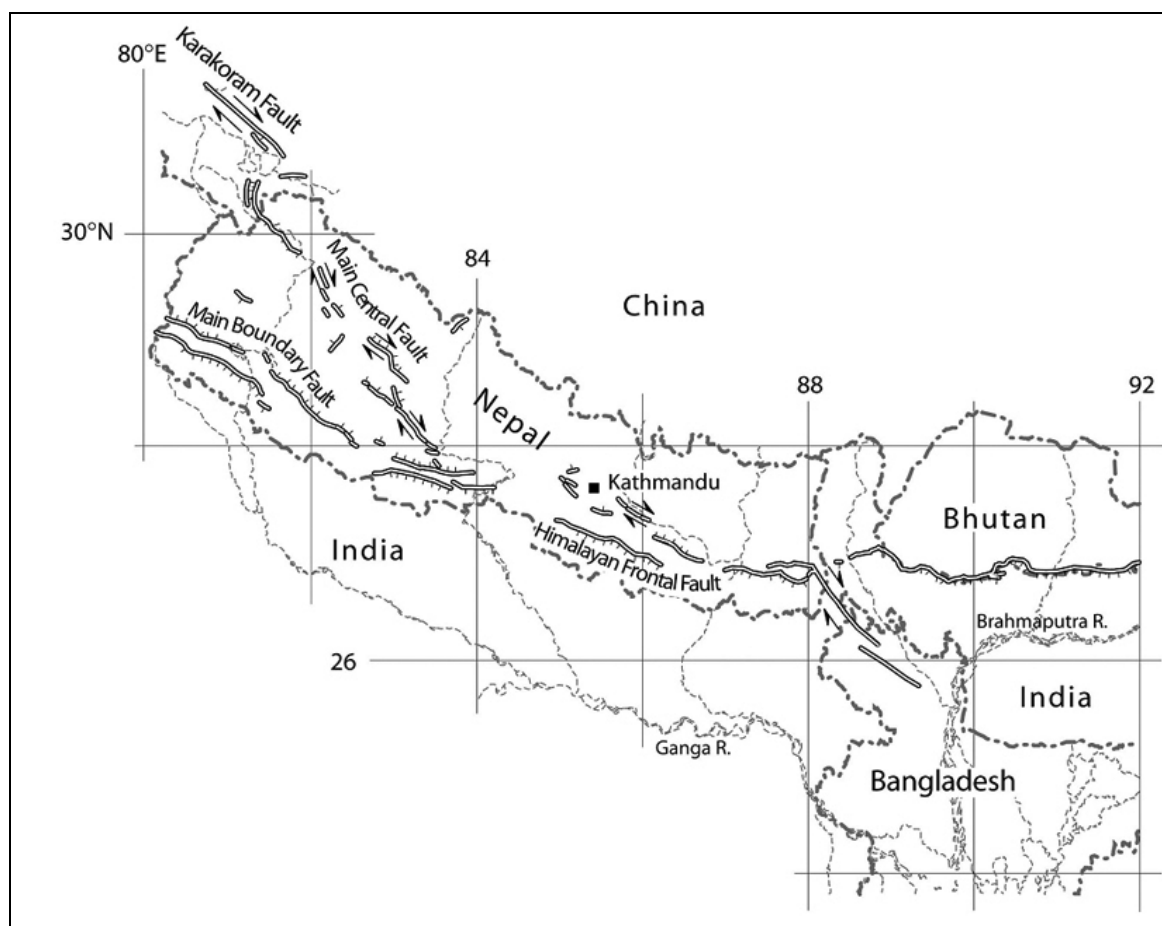 80°E
Karakoram Fault
30°N
84
Main Central Fault
China
Main Boundary Fault
88
92
Nepal
Kathmandu
Bhutan
India
Himalayan Frontal Fault
Brahmaputra R.
26
India
Ganga R.
Bangladesh